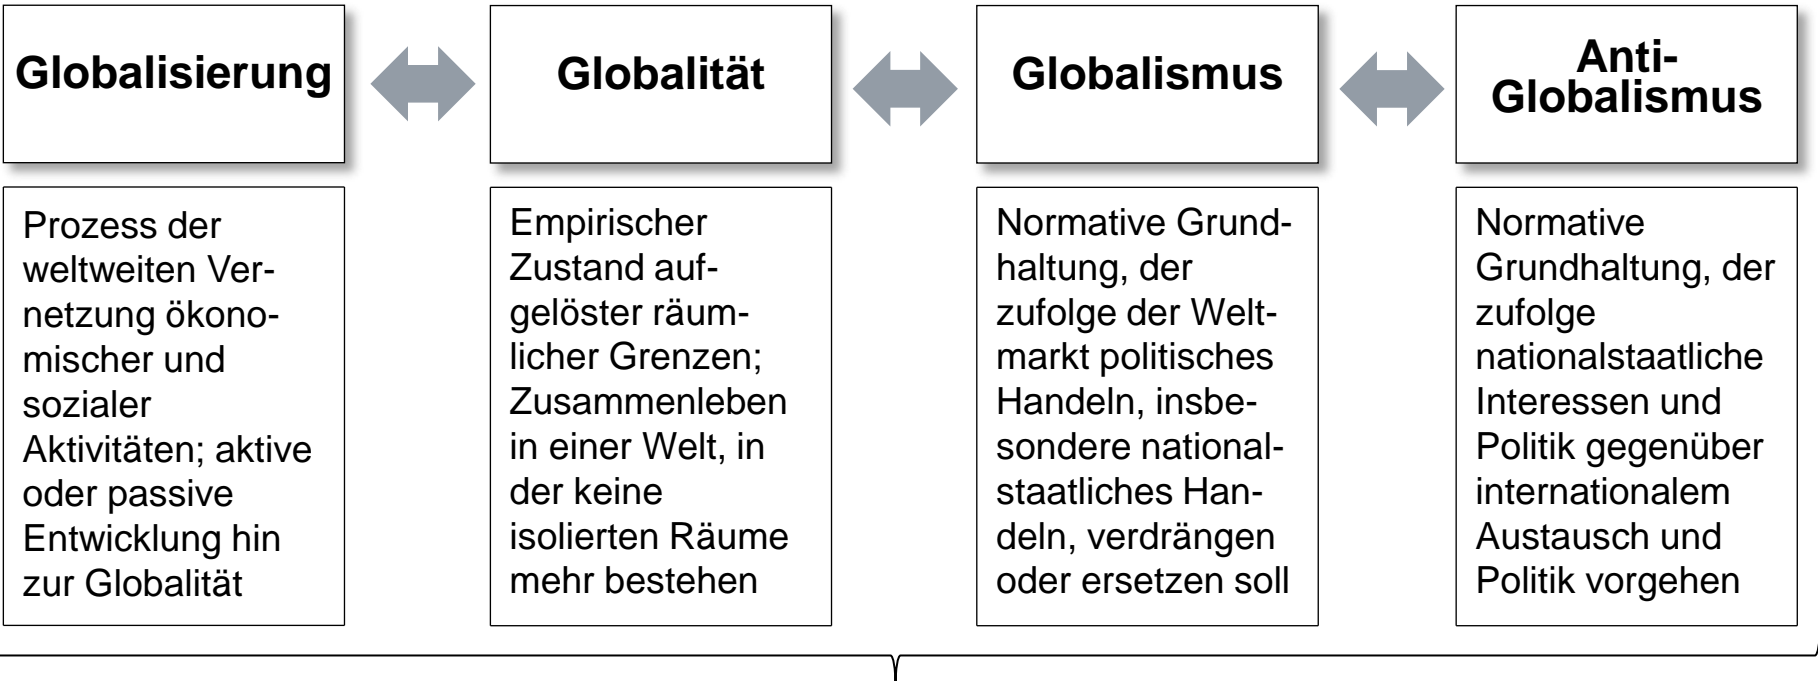 Globalisierung
Prozess der
weltweiten Ver-
netzung ökono-
mischer und
sozialer
Aktivitäten; aktive
oder passive
Entwicklung hin
zur Globalität
Globalität
Empirischer
Zustand auf-
gelöster räum-
licher Grenzen;
Zusammenleben
in einer Welt, in
der keine
isolierten Räume
mehr bestehen
Globalismus
Normative Grund-
haltung, der
zufolge der Welt-
markt politisches
Handeln, insbe-
sondere national-
staatliches Han-
deln, verdrängen
oder ersetzen soll
Anti-
Globalismus
Normative
Grundhaltung, der
zufolge
nationalstaatliche
Interessen und
Politik gegenüber
internationalem
Austausch und
Politik vorgehen